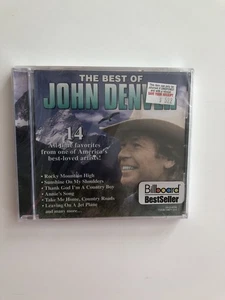 THE BEST OF
JOHN DENVER
14
All-time favorites
from one of America's
best-loved artists!
• Rocky Mountain High
• Sunshine On My Shoulders
• Thank God I'm A Country Boy
• Annie's Song
• Take Me Home, Country Roads
• Leaving On A Jet Plane
and many more...
Billboard
BestSeller